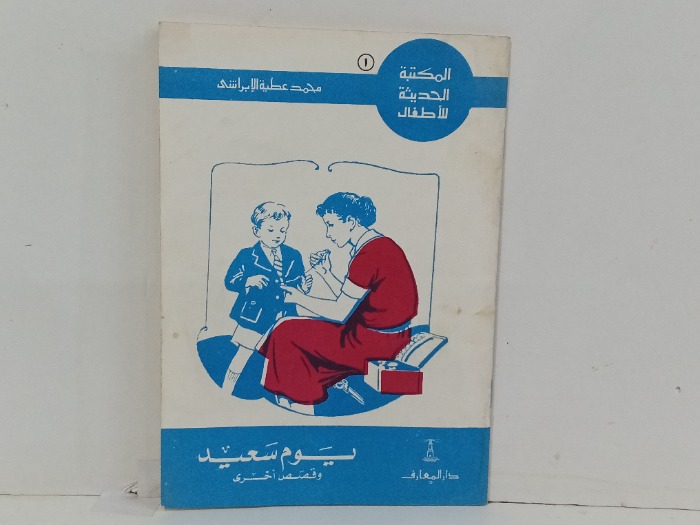 المكتبة
الحديثة
للأطفال
١
محمد عطية الإبراشى
يوم سعيد
وقصص أخرى
دار المعارف